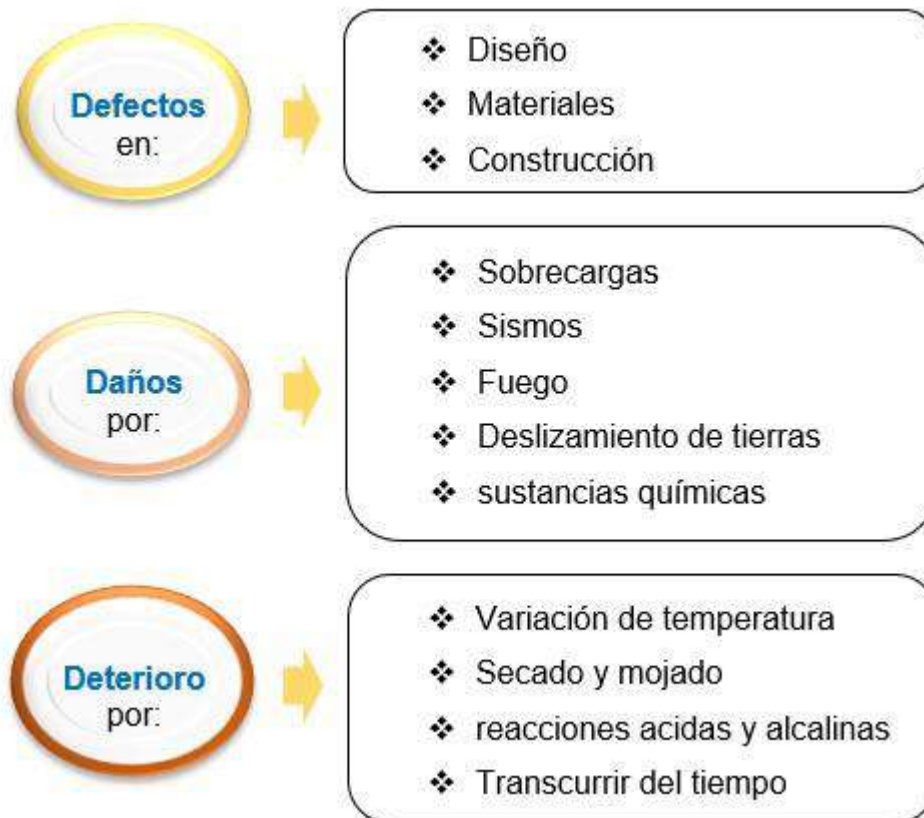 Defectos
en:
❖ Diseño
❖ Materiales
❖ Construcción
Daños
por:
❖ Sobrecargas
❖ Sismos
❖ Fuego
❖ Deslizamiento de tierras
❖ sustancias químicas
Deterioro
por:
❖ Variación de temperatura
❖ Secado y mojado
❖ reacciones acidas y alcalinas
❖ Transcurrir del tiempo